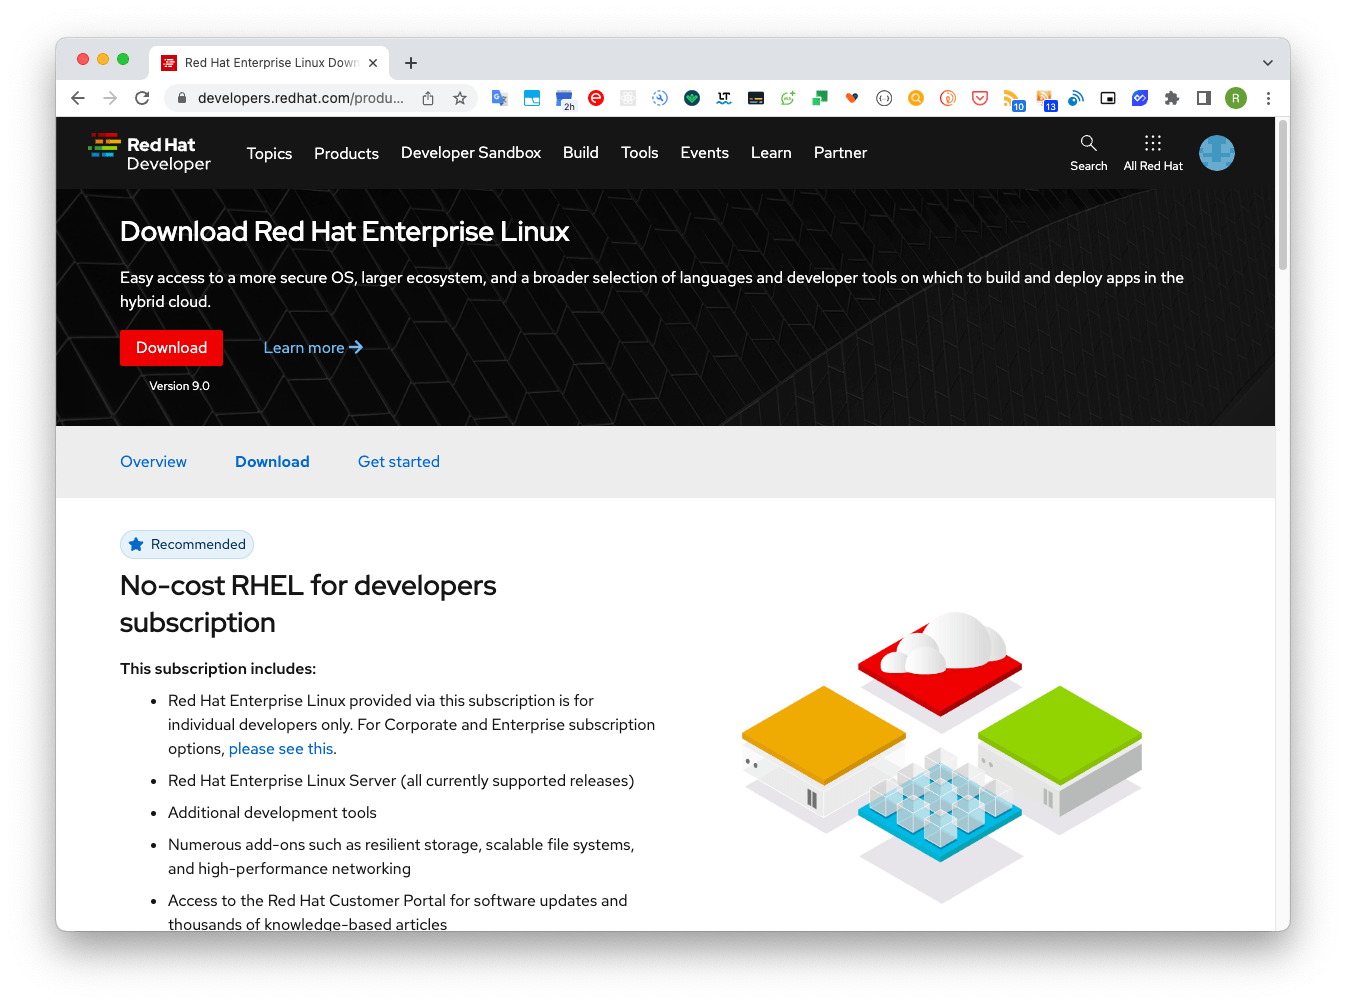 Red Hat Enterprise Linux Down
developers.redhat.com/produ...
2h
10
13
R
Red Hat
Developer
Topics Products Developer Sandbox Build Tools Events Learn Partner
Search
All Red Hat
Download Red Hat Enterprise Linux
Easy access to a more secure OS, larger ecosystem, and a broader selection of languages and developer tools on which to build and deploy apps in the
hybrid cloud.
Download
Learn more
Version 9.0
Overview Download Get started
Recommended
No-cost RHEL for developers
subscription
This subscription includes:
• Red Hat Enterprise Linux provided via this subscription is for
individual developers only. For Corporate and Enterprise subscription
options, please see this.
• Red Hat Enterprise Linux Server (all currently supported releases)
• Additional development tools
• Numerous add-ons such as resilient storage, scalable file systems,
and high-performance networking
• Access to the Red Hat Customer Portal for software updates and
thousands of knowledge-based articles